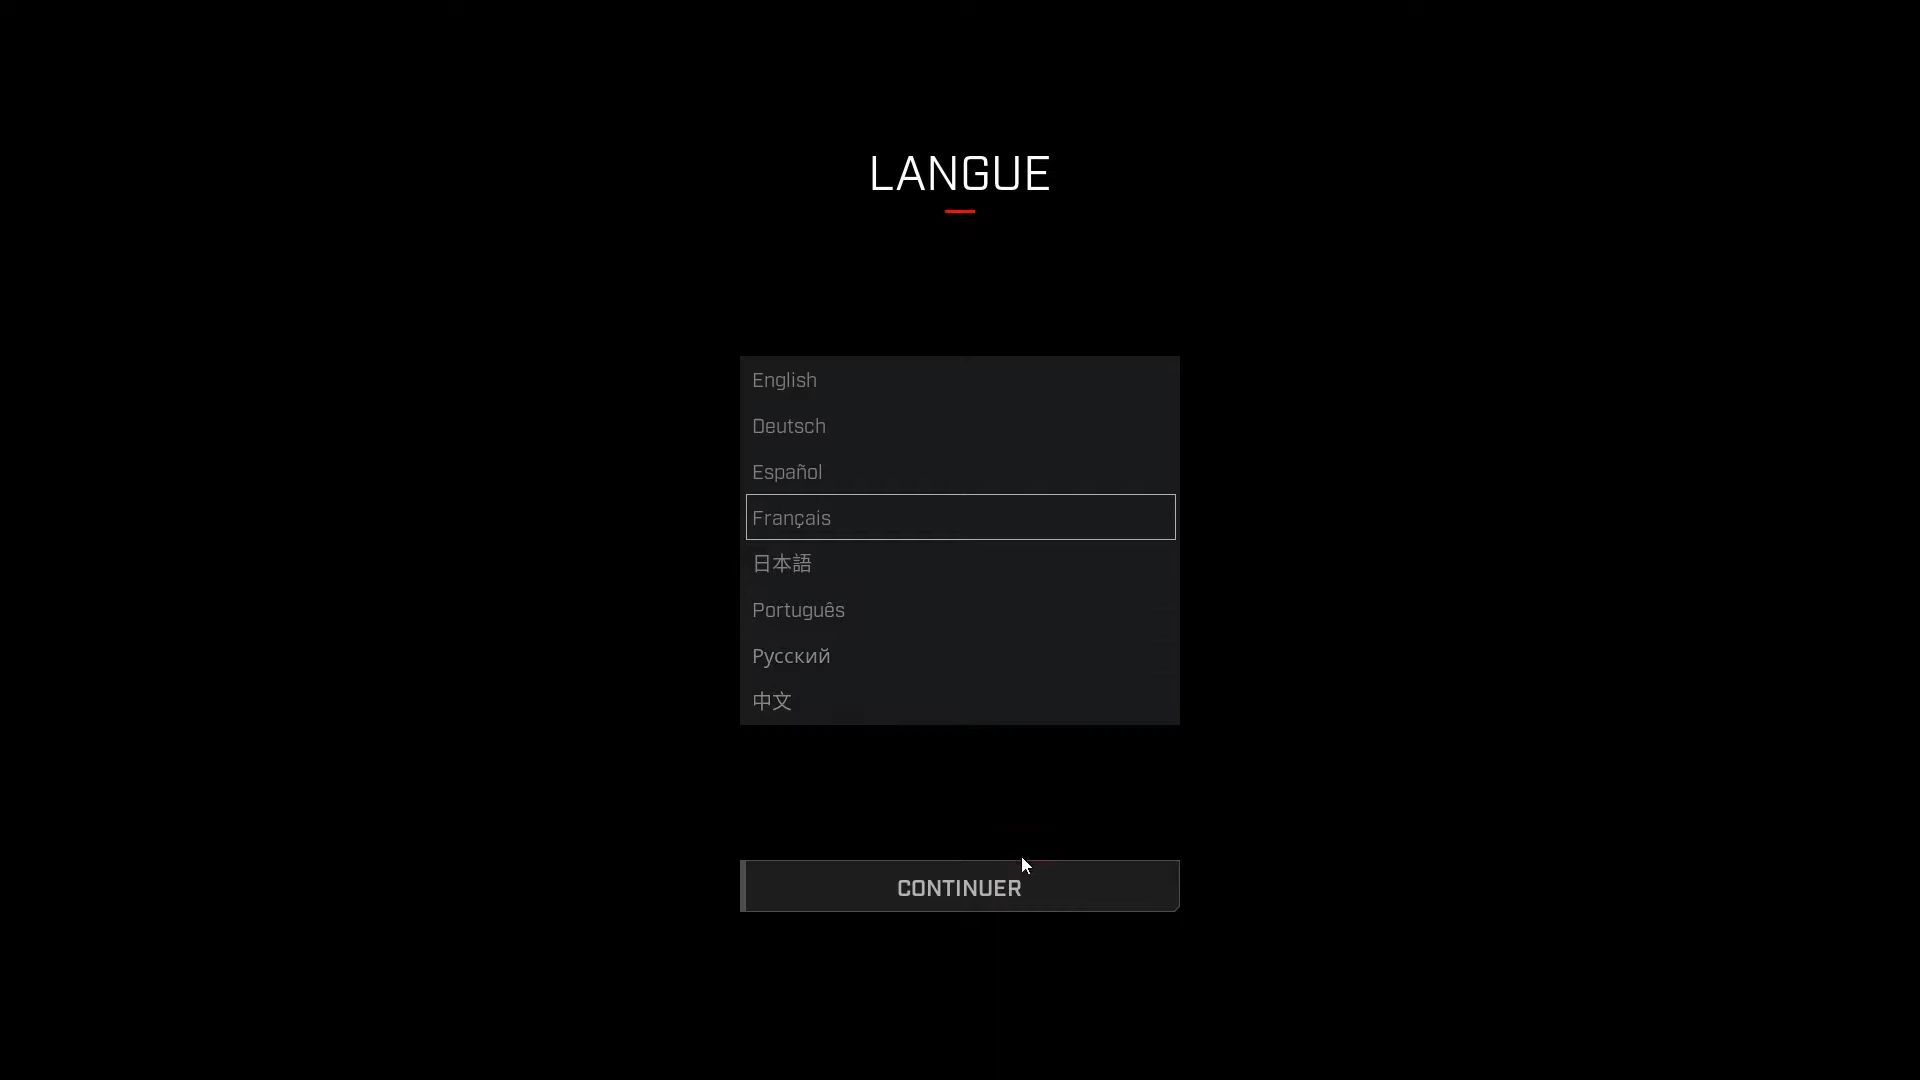 LANGUE
English
Deutsch
Español
Français
日本語
Português
Русский
中文
CONTINUER